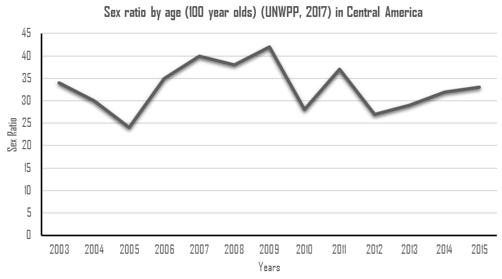 Sex ratio by age (100 year olds) (UNWPP, 2017) in Central America
45
40
35
30
25
20
15
10
5
0
Sex Ratio
2003 2004 2005 2006 2007 2008 2009 2010 2011 2012 2013 2014 2015
Years